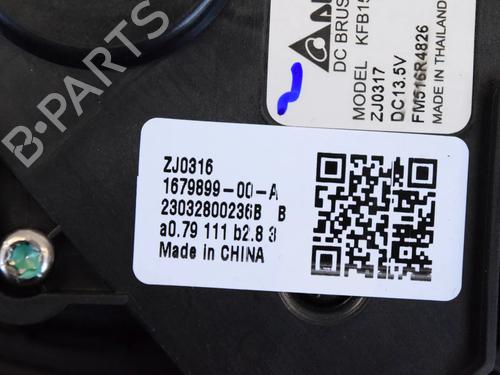 B-PARTS
DC BRUS
MODEL KFB15
ZJ0317
DC13.5V
FM516R4826
MADE IN THAILAND
ZJ0316
1679899-00-A
23032800236B B
a0.79 111 b2.8 3
Made in CHINA